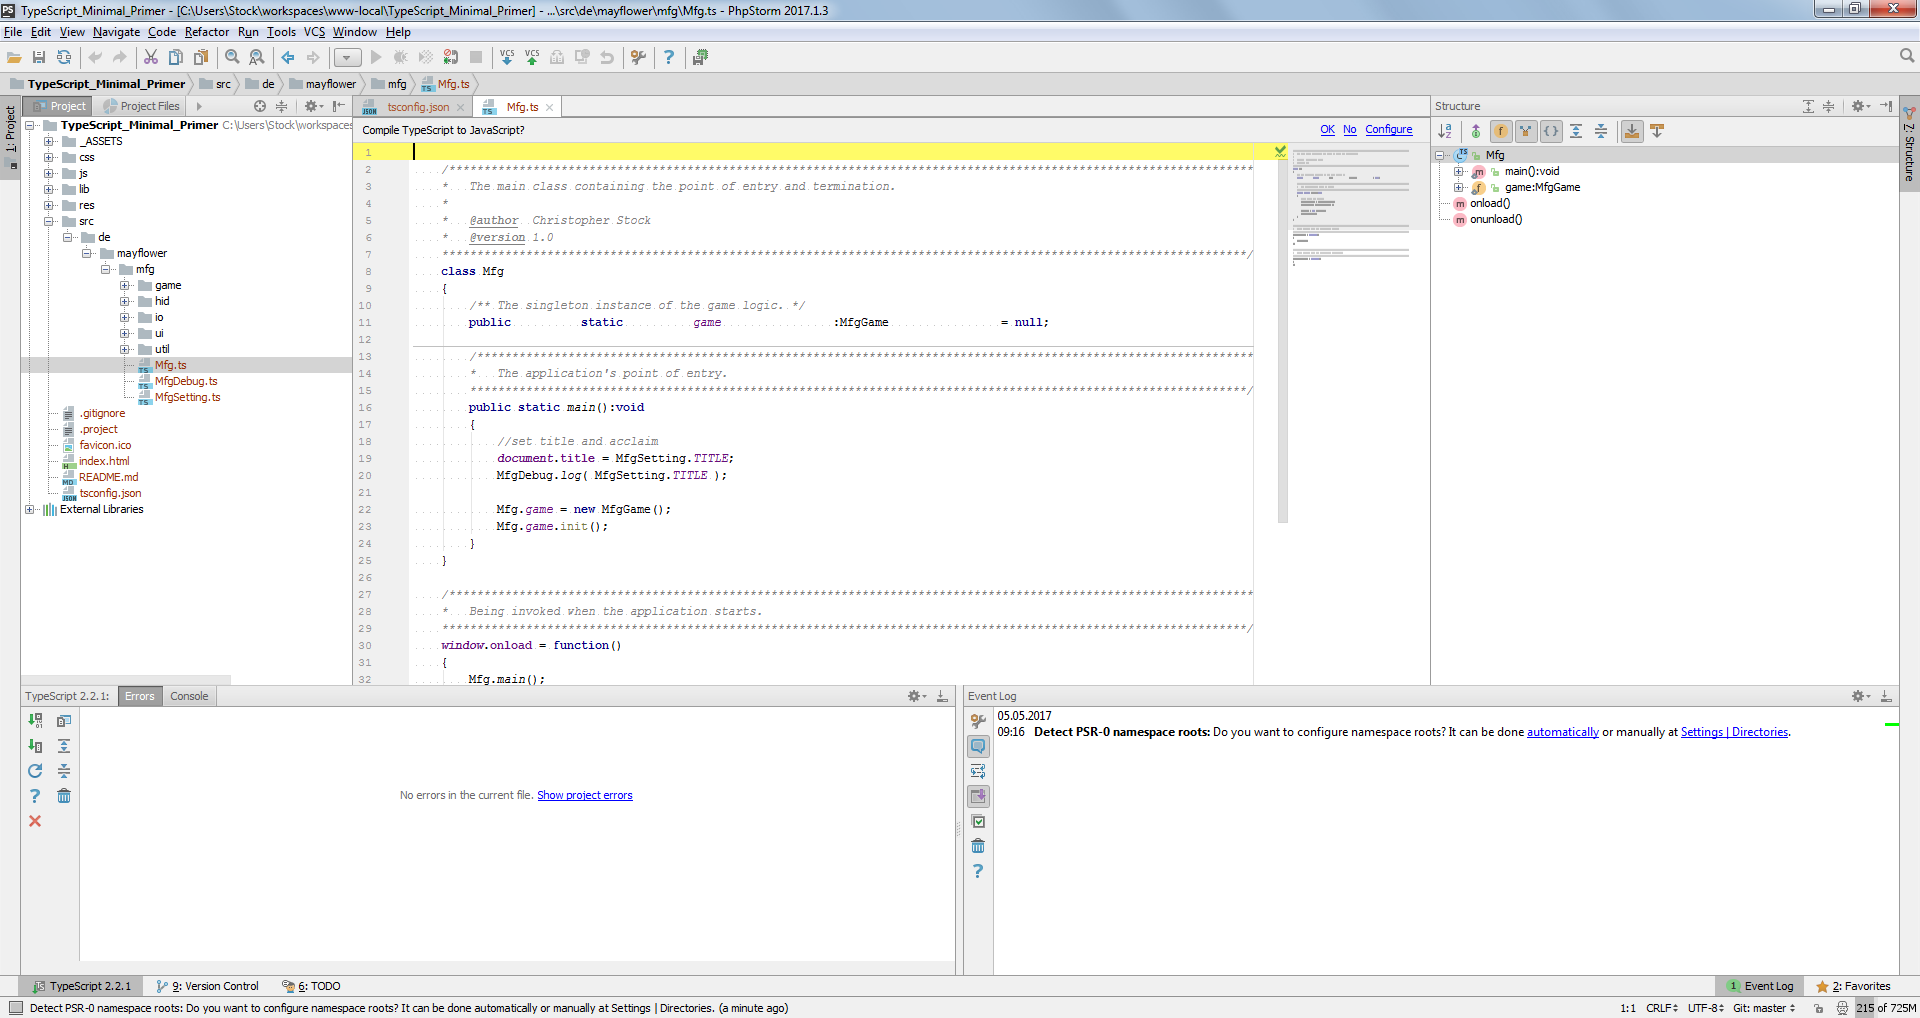 TypeScript_Minimal_Primer - [C:\Users\Stock\workspaces\www-local\TypeScript_Minimal_Primer] - ...\src\de\mayflower\mfg\Mfg.ts - PhpStorm 2017.1.3
File Edit View Navigate Code Refactor Run Tools VCS Window Help
TypeScript_Minimal_Primer src de mayflower mfg Mfg.ts
1: Project
Project Project Files
TypeScript_Minimal_Primer C:\Users\Stock\workspaces
_ASSETS
css
js
lib
res
src
de
mayflower
mfg
game
hid
io
ui
util
Mfg.ts
MfgDebug.ts
MfgSetting.ts
.gitignore
.project
favicon.ico
index.html
README.md
tsconfig.json
External Libraries
tsconfig.json Mfg.ts
Compile TypeScript to JavaScript? OK No Configure
1
2 /*******************************************************************************************************************
3 * The main class containing the point of entry and termination.
4 *
5 * @author Christopher Stock
6 * @version 1.0
7 *******************************************************************************************************************/
8 class Mfg
9 {
10 /** The singleton instance of the game logic. */
11 public static game :MfgGame = null;
12
13 /***************************************************************************************************************
14 * The application's point of entry.
15 ***************************************************************************************************************/
16 public static main():void
17 {
18 //set title and acclaim
19 document.title = MfgSetting.TITLE;
20 MfgDebug.log( MfgSetting.TITLE );
21
22 Mfg.game = new MfgGame();
23 Mfg.game.init();
24 }
25 }
26
27 /*******************************************************************************************************************
28 * Being invoked when the application starts.
29 *******************************************************************************************************************/
30 window.onload = function()
31 {
32 Mfg.main();
Structure
Mfg
main():void
game:MfgGame
onload()
onunload()
Z: Structure
TypeScript 2.2.1: Errors Console
No errors in the current file. Show project errors
Event Log
05.05.2017
09:16 Detect PSR-0 namespace roots: Do you want to configure namespace roots? It can be done automatically or manually at Settings | Directories.
TypeScript 2.2.1 9: Version Control 6: TODO 1 Event Log 2: Favorites
Detect PSR-0 namespace roots: Do you want to configure namespace roots? It can be done automatically or manually at Settings | Directories. (a minute ago) 1:1 CRLF UTF-8 Git: master 215 of 725M